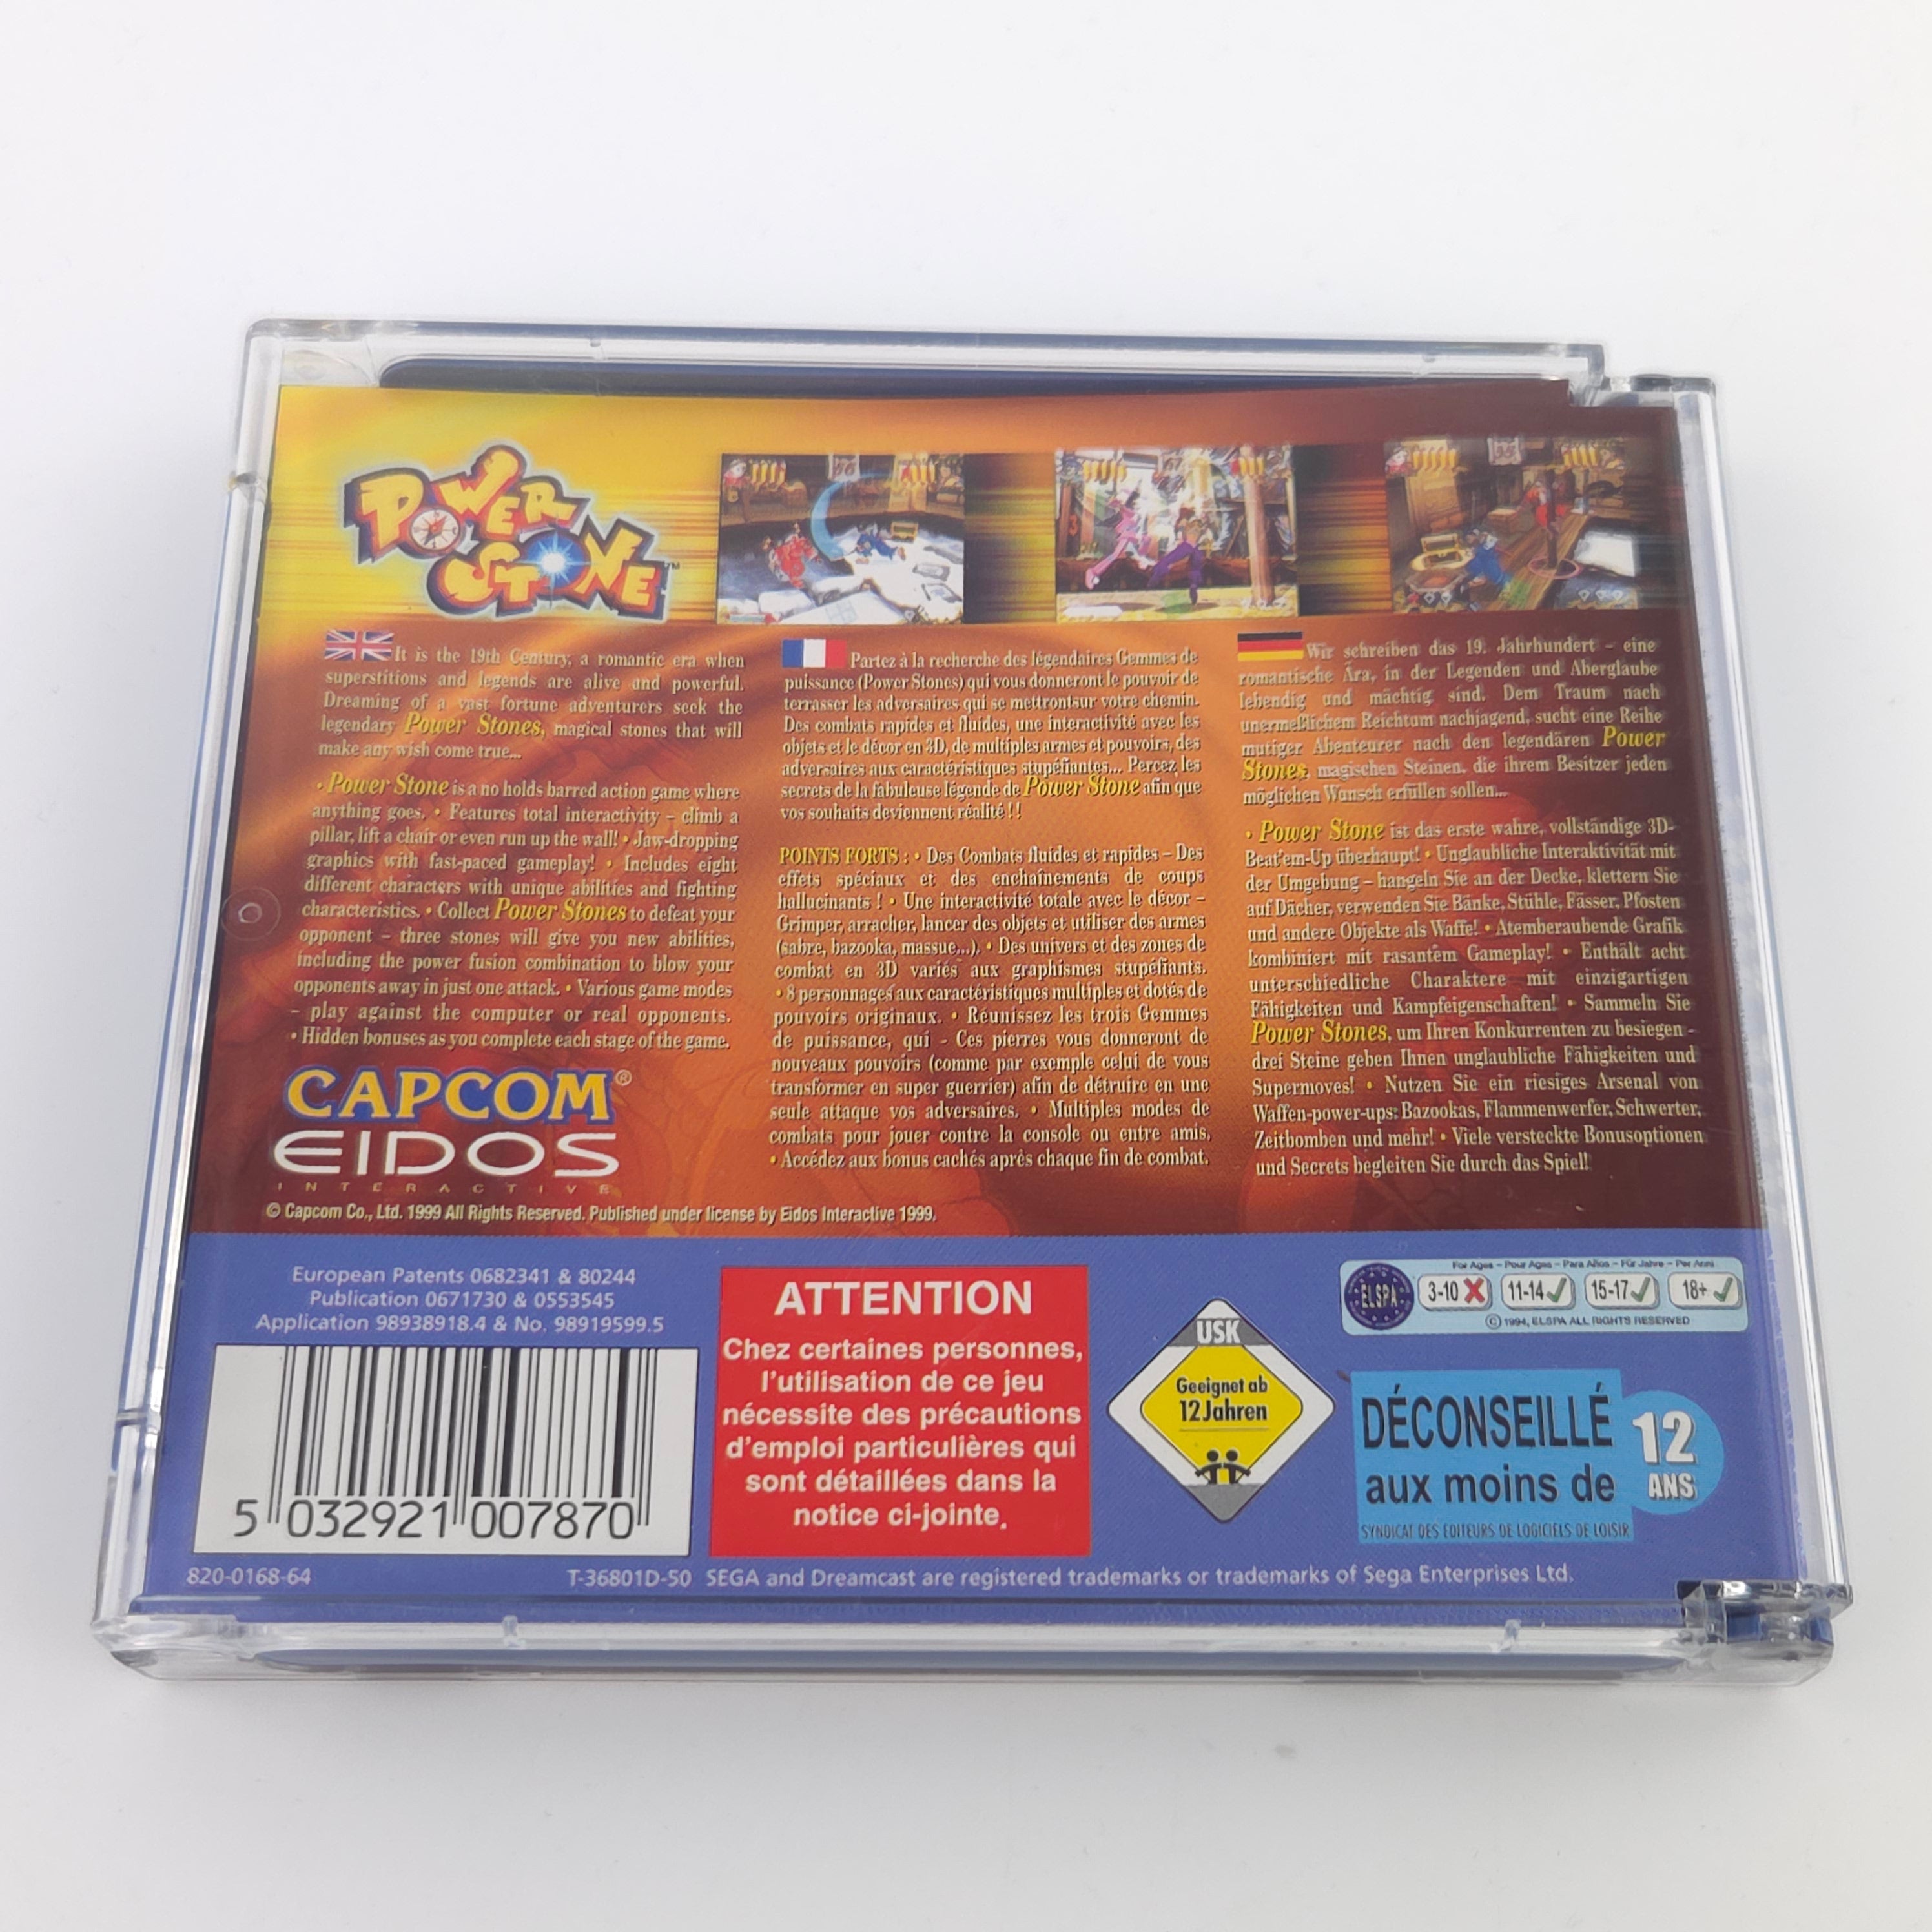 POWER
STONE™
It is the 19th Century, a romantic era when
superstitions and legends are alive and powerful.
Dreaming of a vast fortune adventurers seek the
legendary Power Stones, magical stones that will
make any wish come true...
• Power Stone is a no holds barred action game where
anything goes. • Features total interactivity – climb a
pillar, lift a chair or even run up the wall! • Jaw-dropping
graphics with fast-paced gameplay! • Includes eight
different characters with unique abilities and fighting
characteristics. • Collect Power Stones to defeat your
opponent – three stones will give you new abilities,
including the power fusion combination to blow your
opponents away in just one attack. • Various game modes
– play against the computer or real opponents.
• Hidden bonuses as you complete each stage of the game.
Partez à la recherche des légendaires Gemmes de
puissance (Power Stones) qui vous donneront le pouvoir de
terrasser les adversaires qui se mettrontsur votre chemin.
Des combats rapides et fluides, une interactivité avec les
objets et le décor en 3D, de multiples armes et pouvoirs, des
adversaires aux caractéristiques stupéfiantes... Percez les
secrets de la fabuleuse légende de Power Stone afin que
vos souhaits deviennent réalité !!
POINTS FORTS : • Des Combats fluides et rapides – Des
effets spéciaux et des enchaînements de coups
hallucinants ! • Une interactivité totale avec le décor –
Grimper, arracher, lancer des objets et utiliser des armes
(sabre, bazooka, massue...). • Des univers et des zones de
combat en 3D variés aux graphismes stupéfiants.
• 8 personnages aux caractéristiques multiples et dotés de
pouvoirs originaux. • Réunissez les trois Gemmes
de puissance, qui - Ces pierres vous donneront de
nouveaux pouvoirs (comme par exemple celui de vous
transformer en super guerrier) afin de détruire en une
seule attaque vos adversaires. • Multiples modes de
combats pour jouer contre la console ou entre amis.
• Accédez aux bonus cachés après chaque fin de combat.
Wir schreiben das 19. Jahrhundert – eine
romantische Ära, in der Legenden und Aberglaube
lebendig und mächtig sind. Dem Traum nach
unermeßlichem Reichtum nachjagend, sucht eine Reihe
mutiger Abenteurer nach den legendären Power
Stones, magischen Steinen, die ihrem Besitzer jeden
möglichen Wunsch erfüllen sollen...
• Power Stone ist das erste wahre, vollständige 3D-
Beat'em-Up überhaupt! • Unglaubliche Interaktivität mit
der Umgebung – hangeln Sie an der Decke, klettern Sie
auf Dächer, verwenden Sie Bänke, Stühle, Fässer, Pfosten
und andere Objekte als Waffe! • Atemberaubende Grafik
kombiniert mit rasantem Gameplay! • Enthält acht
unterschiedliche Charaktere mit einzigartigen
Fähigkeiten und Kampfeigenschaften! • Sammeln Sie
Power Stones, um Ihren Konkurrenten zu besiegen -
drei Steine geben Ihnen unglaubliche Fähigkeiten und
Supermoves! • Nutzen Sie ein riesiges Arsenal von
Waffen-power-ups: Bazookas, Flammenwerfer, Schwerter,
Zeitbomben und mehr! • Viele versteckte Bonusoptionen
und Secrets begleiten Sie durch das Spiel!
CAPCOM®
EIDOS
INTERACTIVE
© Capcom Co., Ltd. 1999 All Rights Reserved. Published under license by Eidos Interactive 1999.
European Patents 0682341 & 80244
Publication 0671730 & 0553545
Application 98938918.4 & No. 98919599.5
5 032921 007870
ATTENTION
Chez certaines personnes,
l'utilisation de ce jeu
nécessite des précautions
d'emploi particulières qui
sont détaillées dans la
notice ci-jointe.
USK
Geeignet ab
12 Jahren
For Ages – Pour Ages – Para Años – Für Jahre – Per Anni
ELSPA 3-10 11-14 15-17 18+
© 1994, ELSPA ALL RIGHTS RESERVED
DÉCONSEILLÉ
aux moins de
12
ANS
SYNDICAT DES EDITEURS DE LOGICIELS DE LOISIR
820-0168-64
T-36801D-50 SEGA and Dreamcast are registered trademarks or trademarks of Sega Enterprises Ltd.